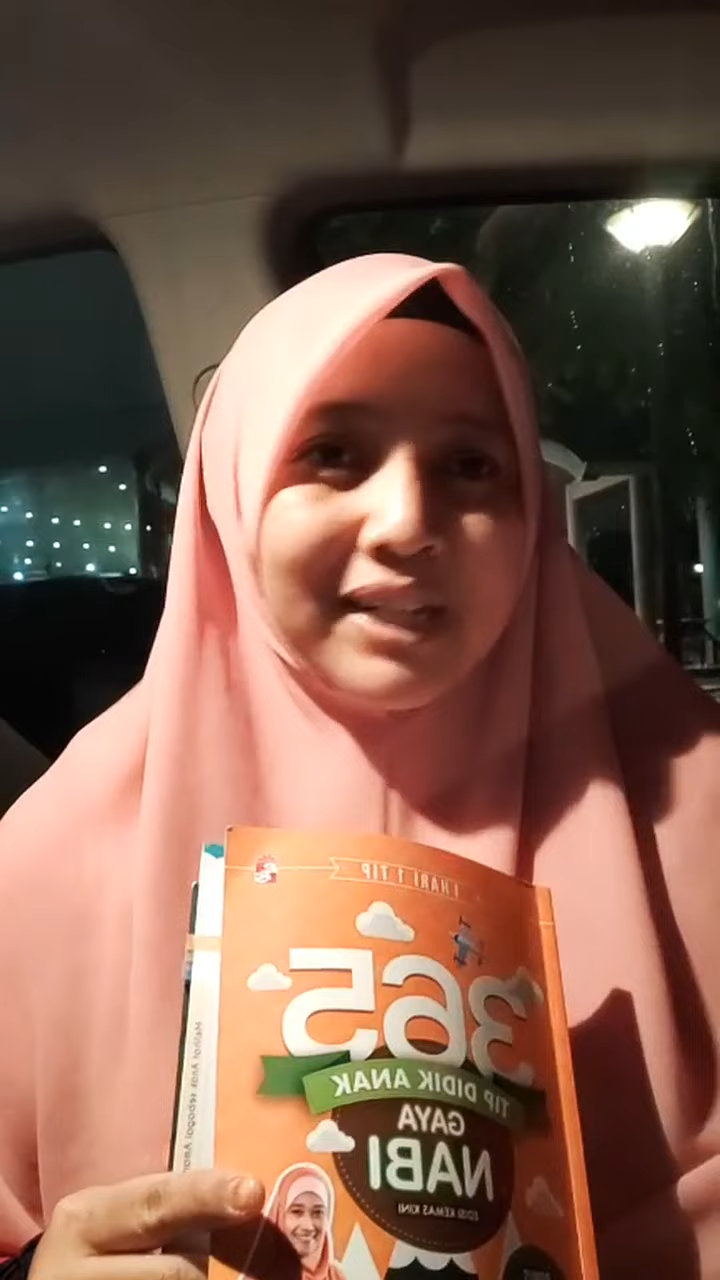 1 HARI 1 TIP
365
TIP DIDIK ANAK
GAYA
NABI
EDISI KEMAS KINI